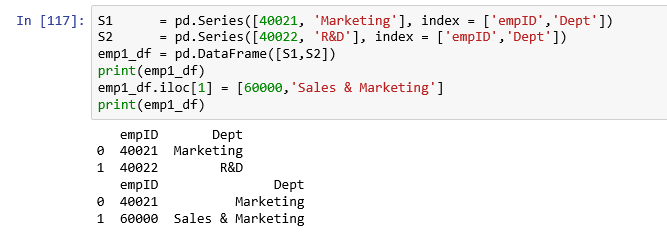 In [117]: S1      = pd.Series([40021, 'Marketing'], index = ['empID','Dept'])
S2      = pd.Series([40022, 'R&D'], index = ['empID','Dept'])
emp1_df = pd.DataFrame([S1,S2])
print(emp1_df)
emp1_df.iloc[1] = [60000,'Sales & Marketing']
print(emp1_df)
   empID       Dept
0  40021  Marketing
1  40022        R&D
   empID               Dept
0  40021          Marketing
1  60000  Sales & Marketing